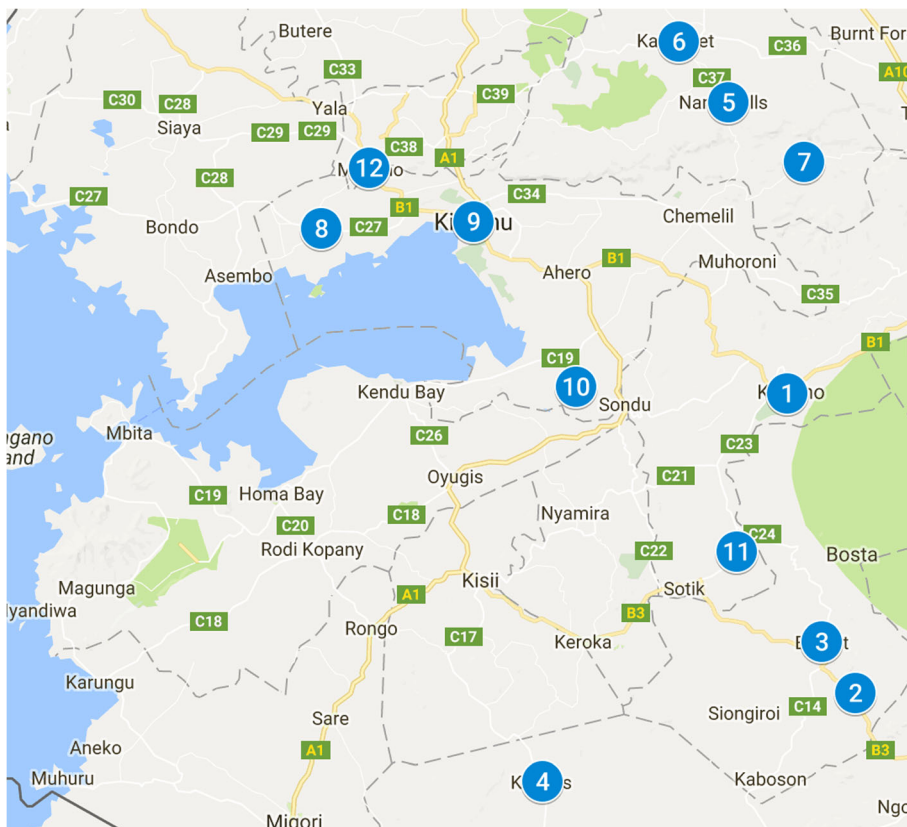 Butere
6
Burnt For
C36
C33
C37
A10
C30
C28
Yala
C39
5
Siaya
C29
C29
C38
A1
7
12
C28
C27
C34
B1
Chemelil
Bondo
8
C27
9
Asembo
Ahero
B1
Muhoroni
C35
B1
C19
10
Kendu Bay
1
Sondu
Mbita
C26
C23
gano
nd
C19
Homa Bay
Oyugis
C21
C18
Nyamira
C20
Rodi Kopany
C24
C22
11
Bosta
Magunga
Kisii
Sotik
A1
lyandiwa
C18
Rongo
C17
Keroka
B3
3
Karungu
2
Sare
Siongiroi
C14
Aneko
A1
B3
Muhuru
4
Kaboson
Migori
Ngo